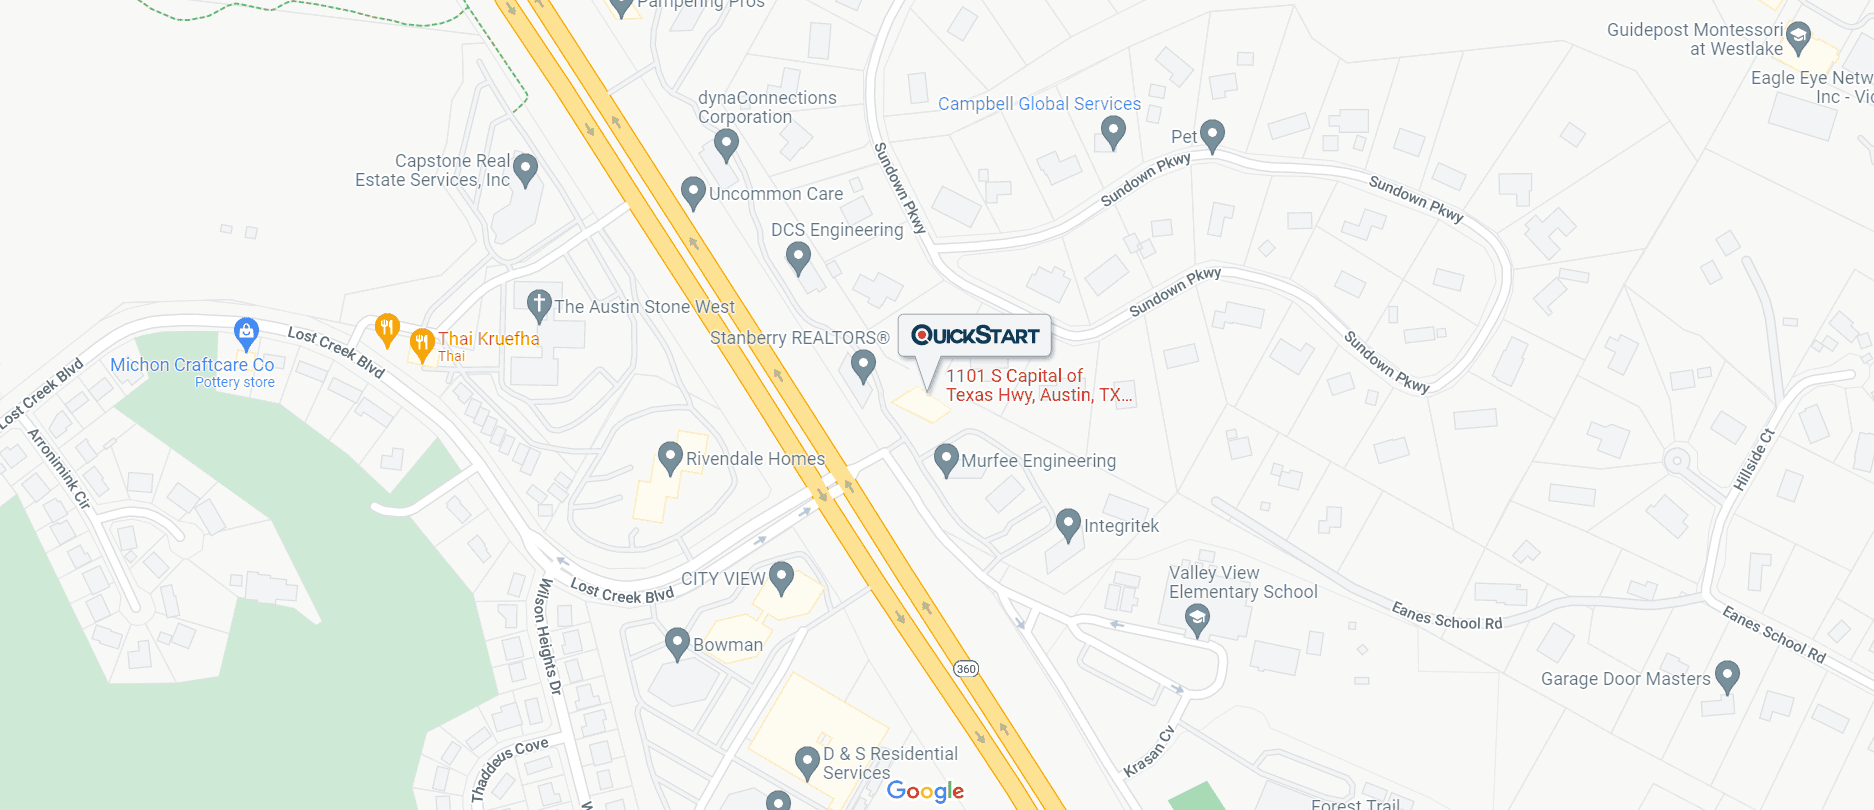 Pampering Pros
Guidepost Montessori
at Westlake
Eagle Eye Netw
Inc - Vi
dynaConnections
Corporation
Campbell Global Services
Pet
Capstone Real
Estate Services, Inc
Uncommon Care
Sundown Pkwy
Sundown Pkwy
Sundown Pkwy
DCS Engineering
The Austin Stone West
Sundown Pkwy
Stanberry REALTORS®
QUICKSTART
Lost Creek Blvd
Thai Kruefha
Thai
Michon Craftcare Co
Pottery store
Sundown Pkwy
1101 S Capital of
Texas Hwy, Austin, TX...
Lost Creek Blvd
Arronimink Cir
Rivendale Homes
Murfee Engineering
Hillside Ct
Integritek
CITY VIEW
Lost Creek Blvd
Valley View
Elementary School
Wilson Heights Dr
Eanes School Rd
Eanes School Rd
Bowman
360
Garage Door Masters
Thaddeus Cove
Krasan Cv
D & S Residential
Services
Google
W
Forest Trail